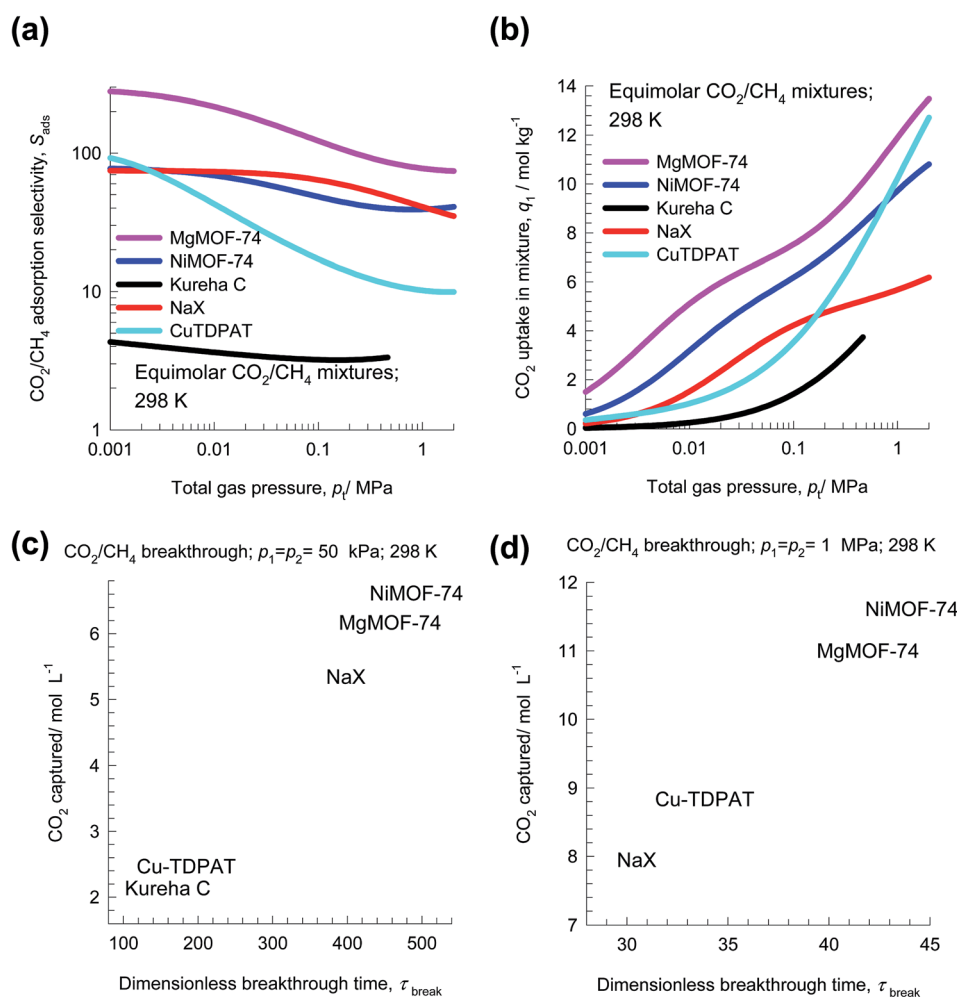 (a)
CO₂/CH₄ adsorption selectivity, S_ads
100
10
1
MgMOF-74
NiMOF-74
Kureha C
NaX
CuTDPAT
Equimolar CO₂/CH₄ mixtures;
298 K
0.001
0.01
0.1
1
Total gas pressure, pₜ/ MPa
(b)
CO₂ uptake in mixture, q₁ / mol kg⁻¹
14
12
10
8
6
4
2
0
Equimolar CO₂/CH₄ mixtures;
298 K
MgMOF-74
NiMOF-74
Kureha C
NaX
CuTDPAT
0.001
0.01
0.1
1
Total gas pressure, pₜ/ MPa
(c)
CO₂/CH₄ breakthrough; p₁=p₂= 50 kPa; 298 K
CO₂ captured/ mol L⁻¹
6
5
4
3
2
NiMOF-74
MgMOF-74
NaX
Cu-TDPAT
Kureha C
100
200
300
400
500
Dimensionless breakthrough time, τ_break
(d)
CO₂/CH₄ breakthrough; p₁=p₂= 1 MPa; 298 K
CO₂ captured/ mol L⁻¹
12
11
10
9
8
7
NiMOF-74
MgMOF-74
Cu-TDPAT
NaX
30
35
40
45
Dimensionless breakthrough time, τ_break